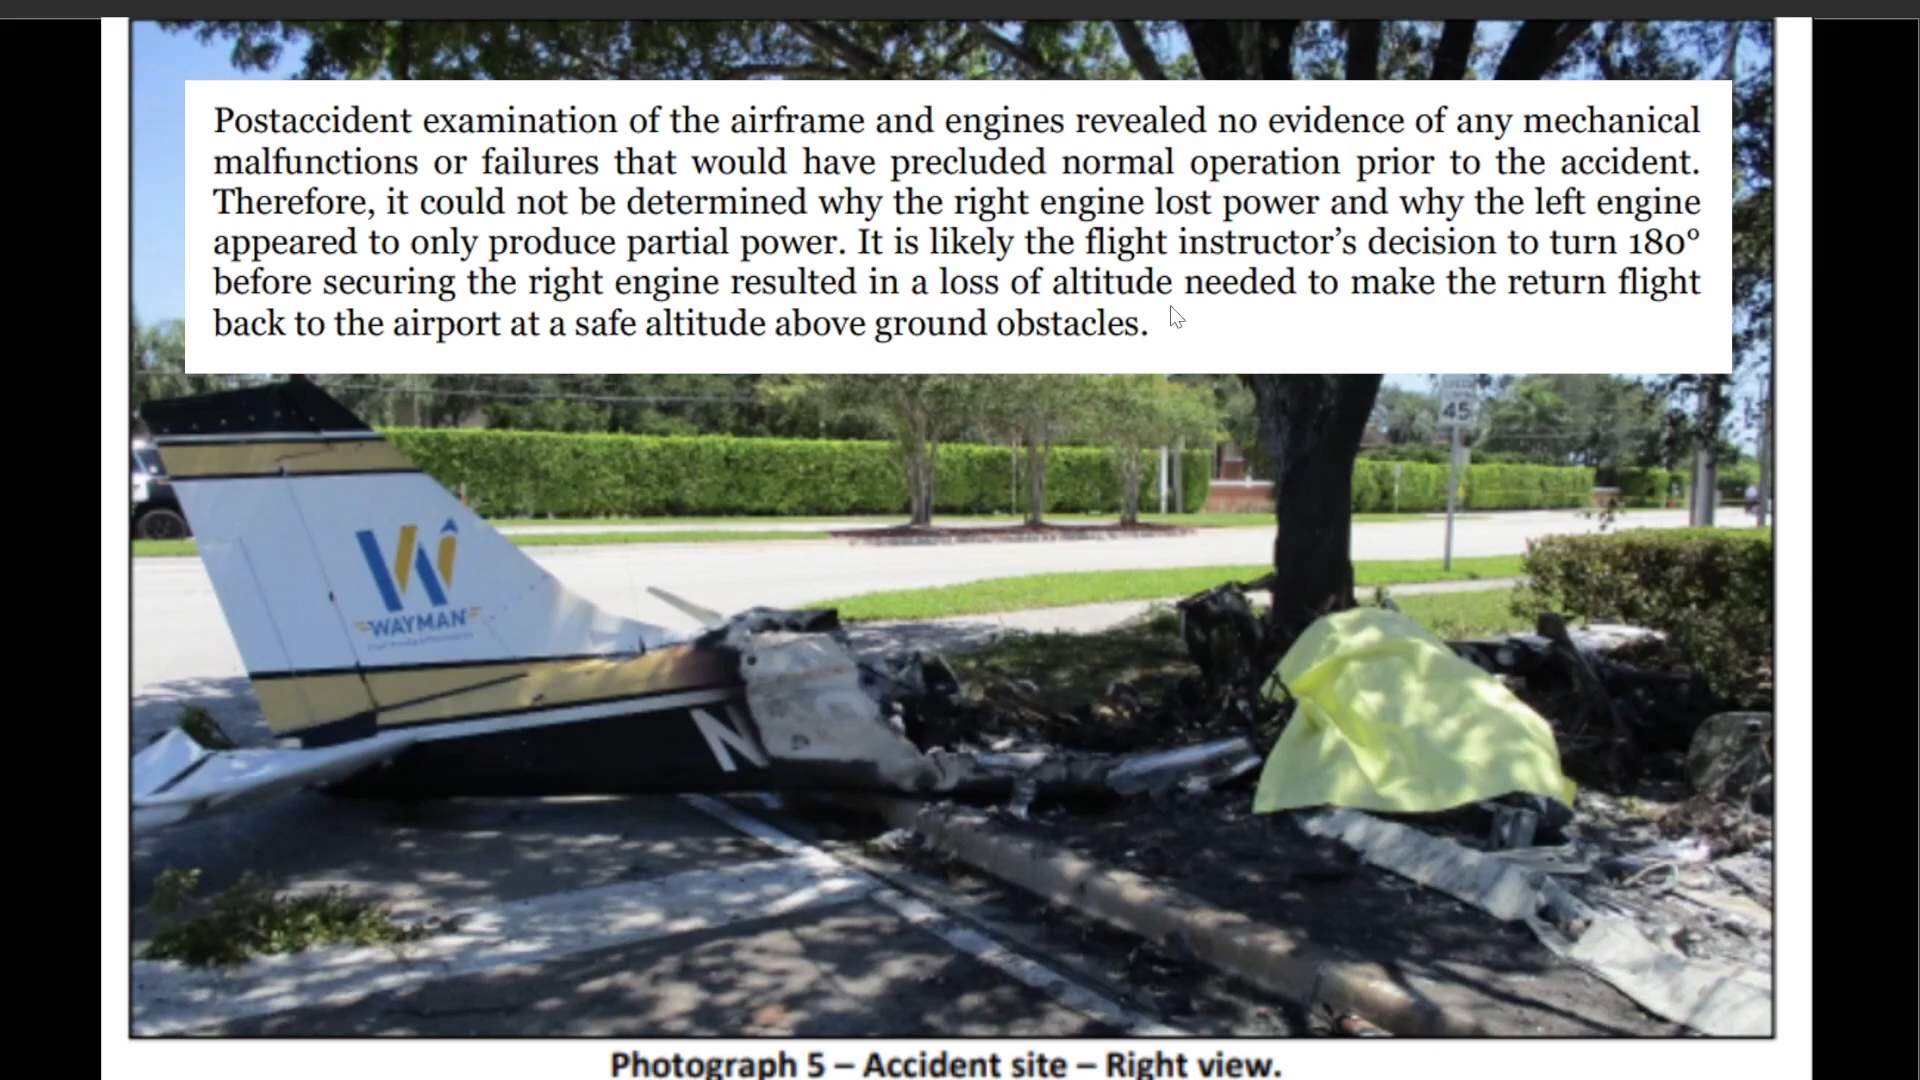 Postaccident examination of the airframe and engines revealed no evidence of any mechanical
malfunctions or failures that would have precluded normal operation prior to the accident.
Therefore, it could not be determined why the right engine lost power and why the left engine
appeared to only produce partial power. It is likely the flight instructor’s decision to turn 180°
before securing the right engine resulted in a loss of altitude needed to make the return flight
back to the airport at a safe altitude above ground obstacles.
45
W
WAYMAN
N
Photograph 5 – Accident site – Right view.